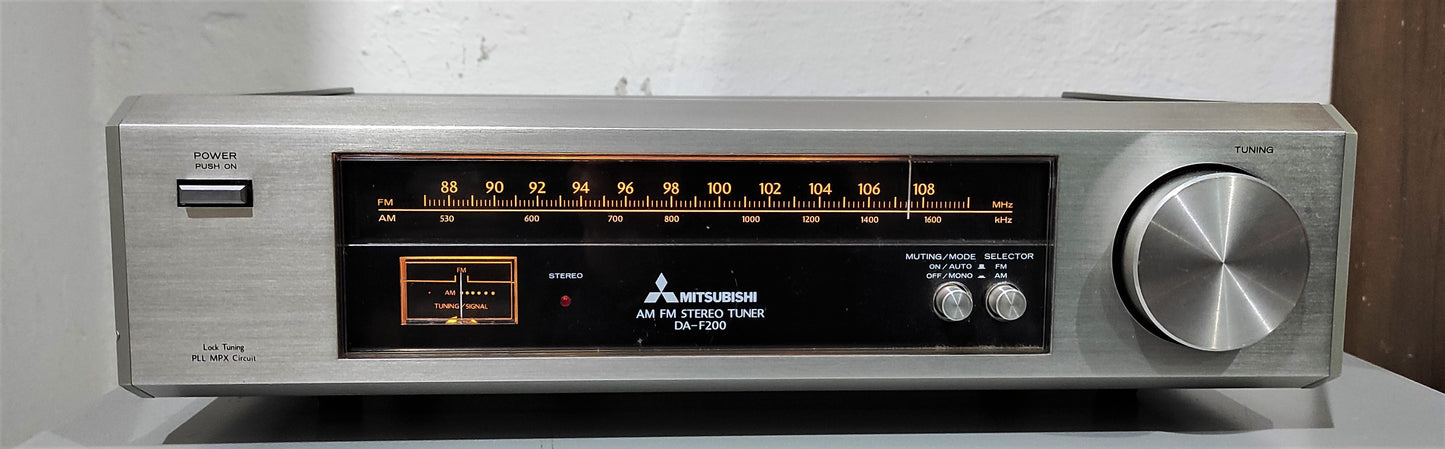 POWER
PUSH ON
TUNING
88 90 92 94 96 98 100 102 104 106 108
FM MHz
AM kHz
530 600 700 800 1000 1200 1400 1600
FM
AM
TUNING/SIGNAL
STEREO
MITSUBISHI
AM FM STEREO TUNER
DA-F200
MUTING/MODE SELECTOR
ON/AUTO FM
OFF/MONO AM
Lock Tuning
PLL MPX Circuit